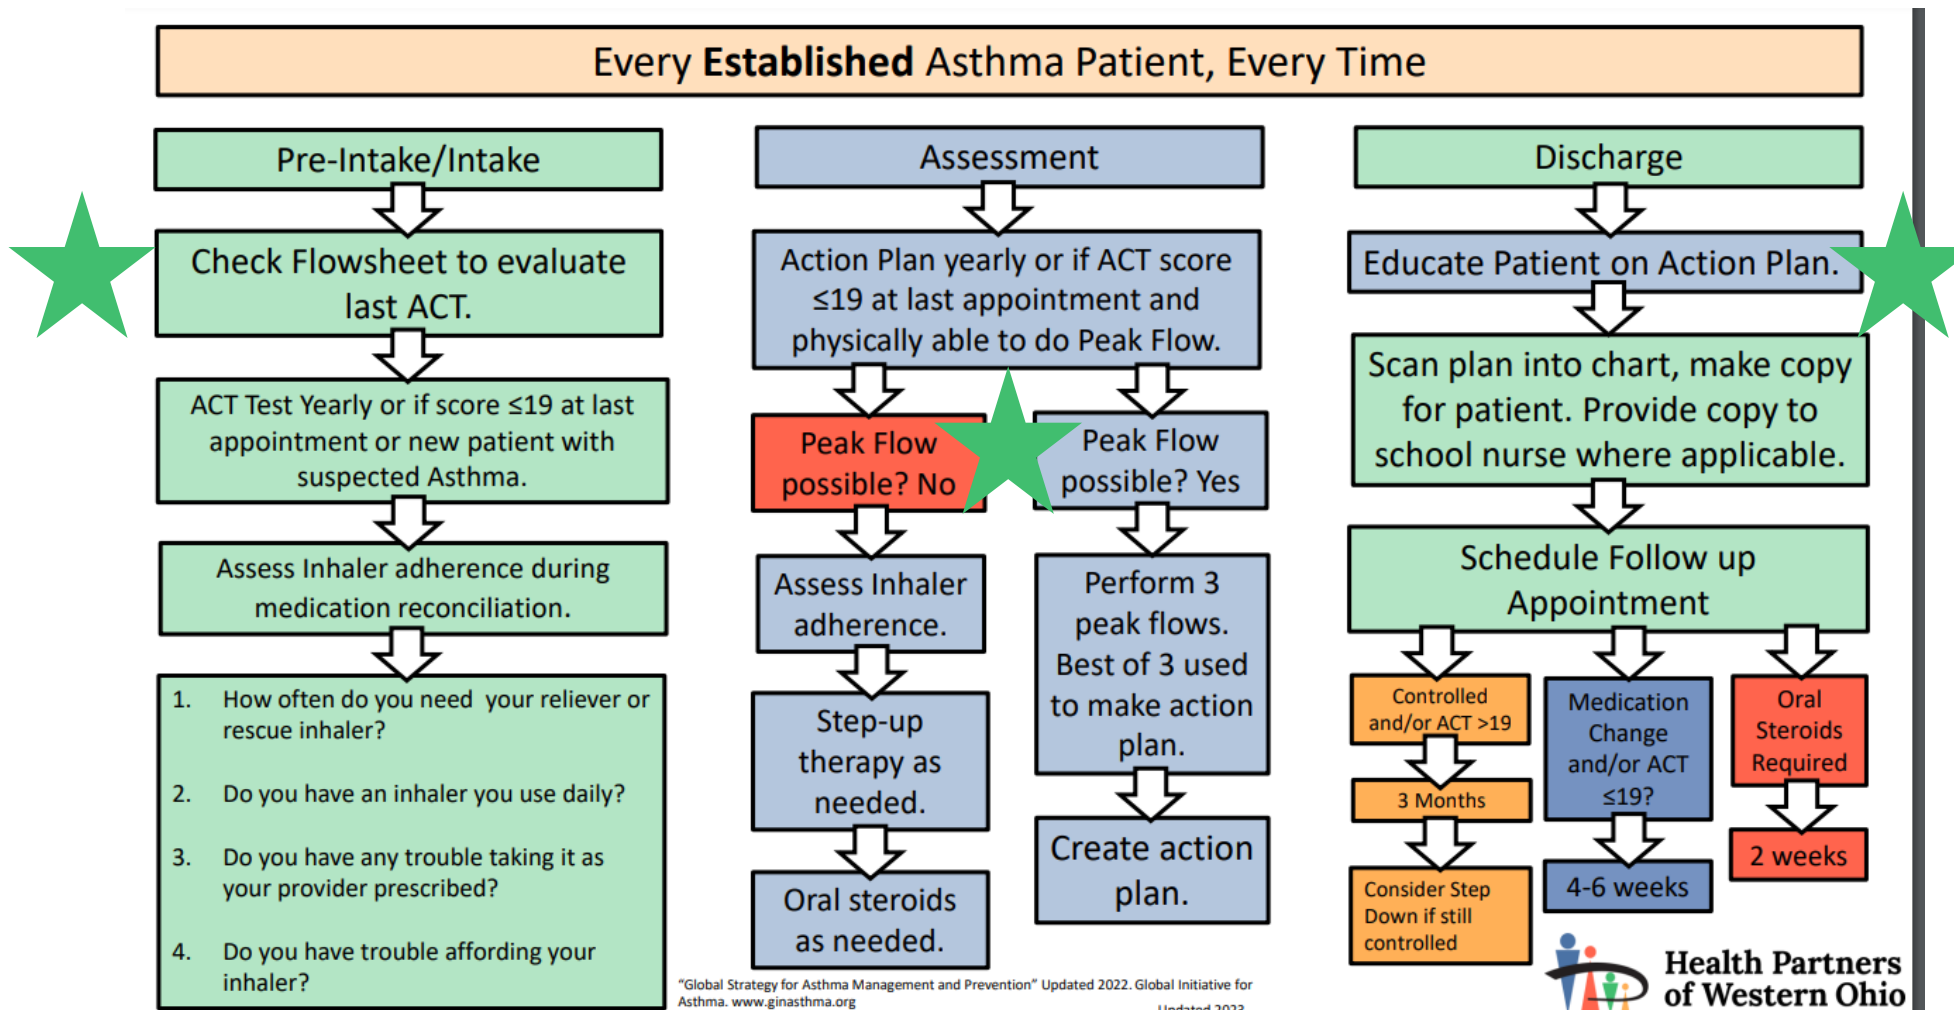 Every Established Asthma Patient, Every Time
Pre-Intake/Intake
Check Flowsheet to evaluate
last ACT.
ACT Test Yearly or if score ≤19 at last
appointment or new patient with
suspected Asthma.
Assess Inhaler adherence during
medication reconciliation.
1. How often do you need your reliever or
rescue inhaler?
2. Do you have an inhaler you use daily?
3. Do you have any trouble taking it as
your provider prescribed?
4. Do you have trouble affording your
inhaler?
Assessment
Action Plan yearly or if ACT score
≤19 at last appointment and
physically able to do Peak Flow.
Peak Flow
possible? No
Assess Inhaler
adherence.
Step-up
therapy as
needed.
Oral steroids
as needed.
Peak Flow
possible? Yes
Perform 3
peak flows.
Best of 3 used
to make action
plan.
Create action
plan.
Discharge
Educate Patient on Action Plan.
Scan plan into chart, make copy
for patient. Provide copy to
school nurse where applicable.
Schedule Follow up
Appointment
Controlled
and/or ACT >19
3 Months
Consider Step
Down if still
controlled
Medication
Change
and/or ACT
≤19?
4-6 weeks
Oral
Steroids
Required
2 weeks
"Global Strategy for Asthma Management and Prevention" Updated 2022. Global Initiative for
Asthma. www.ginasthma.org
Updated 2023
Health Partners
of Western Ohio